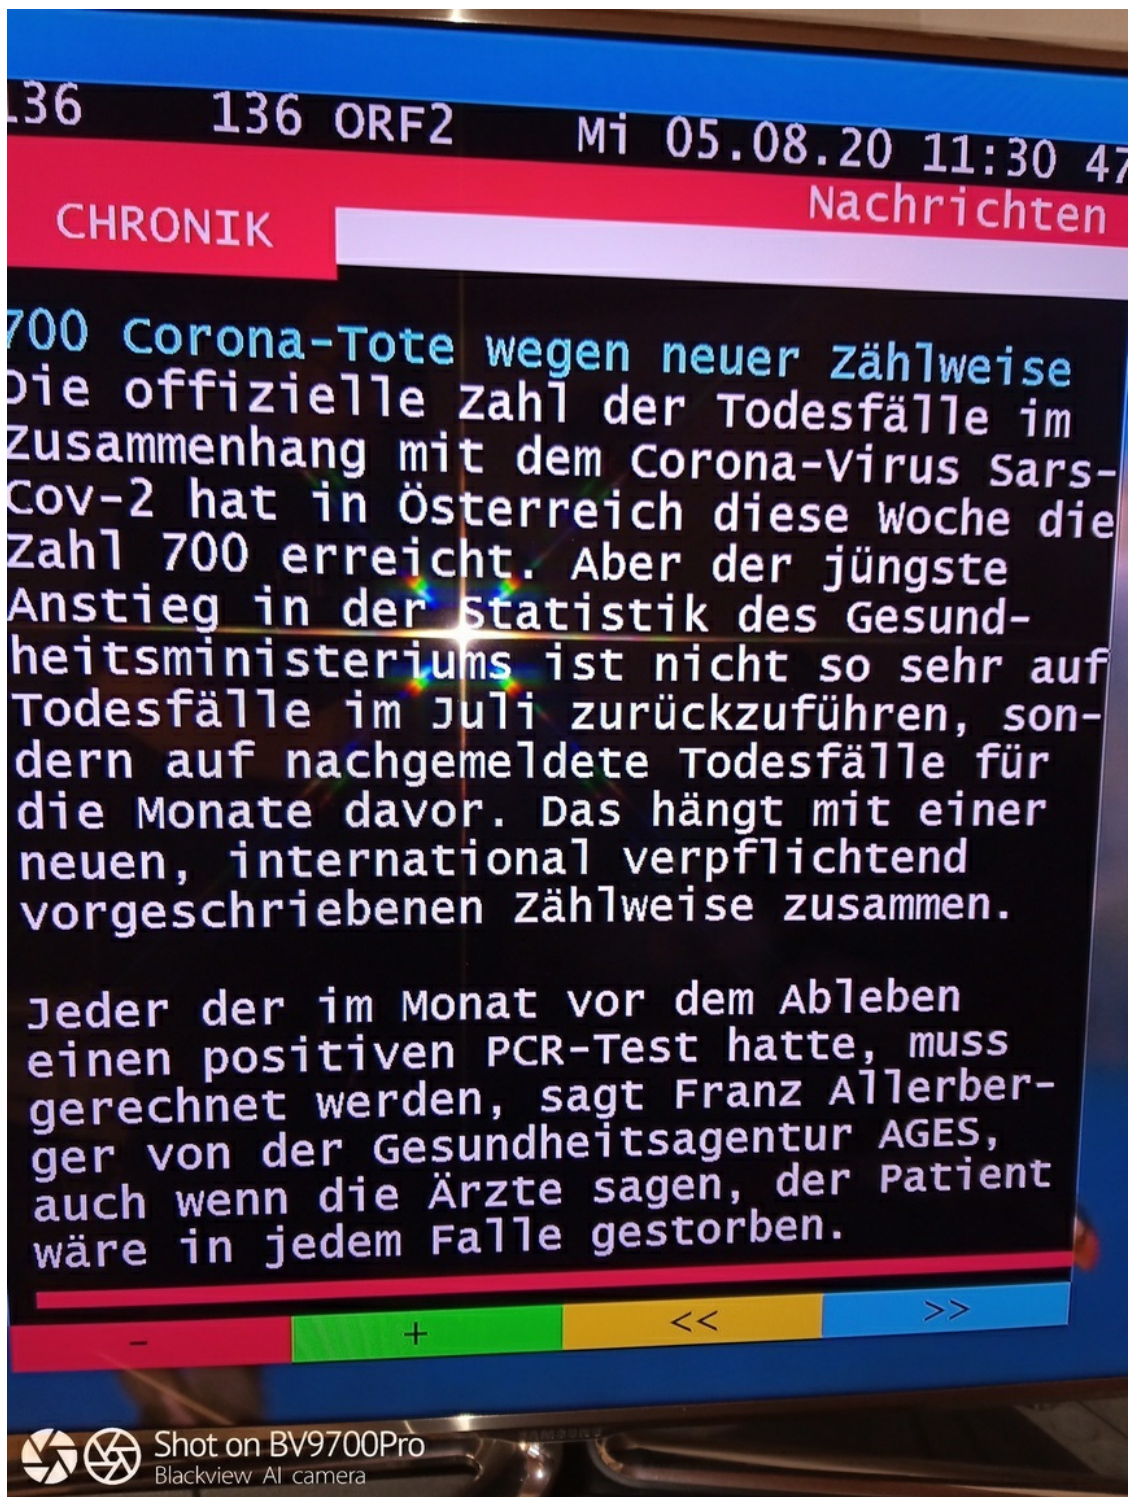 136 136 ORF2 Mi 05.08.20 11:30 47
Nachrichten
CHRONIK
700 Corona-Tote wegen neuer Zählweise
Die offizielle Zahl der Todesfälle im
Zusammenhang mit dem Corona-Virus Sars-
Cov-2 hat in Österreich diese Woche die
Zahl 700 erreicht. Aber der jüngste
Anstieg in der Statistik des Gesund-
heitsministeriums ist nicht so sehr auf
Todesfälle im Juli zurückzuführen, son-
dern auf nachgemeldete Todesfälle für
die Monate davor. Das hängt mit einer
neuen, international verpflichtend
vorgeschriebenen Zählweise zusammen.
Jeder der im Monat vor dem Ableben
einen positiven PCR-Test hatte, muss
gerechnet werden, sagt Franz Allerber-
ger von der Gesundheitsagentur AGES,
auch wenn die Ärzte sagen, der Patient
wäre in jedem Falle gestorben.
- + << >>
SAMSUNG
Shot on BV9700Pro
Blackview AI camera